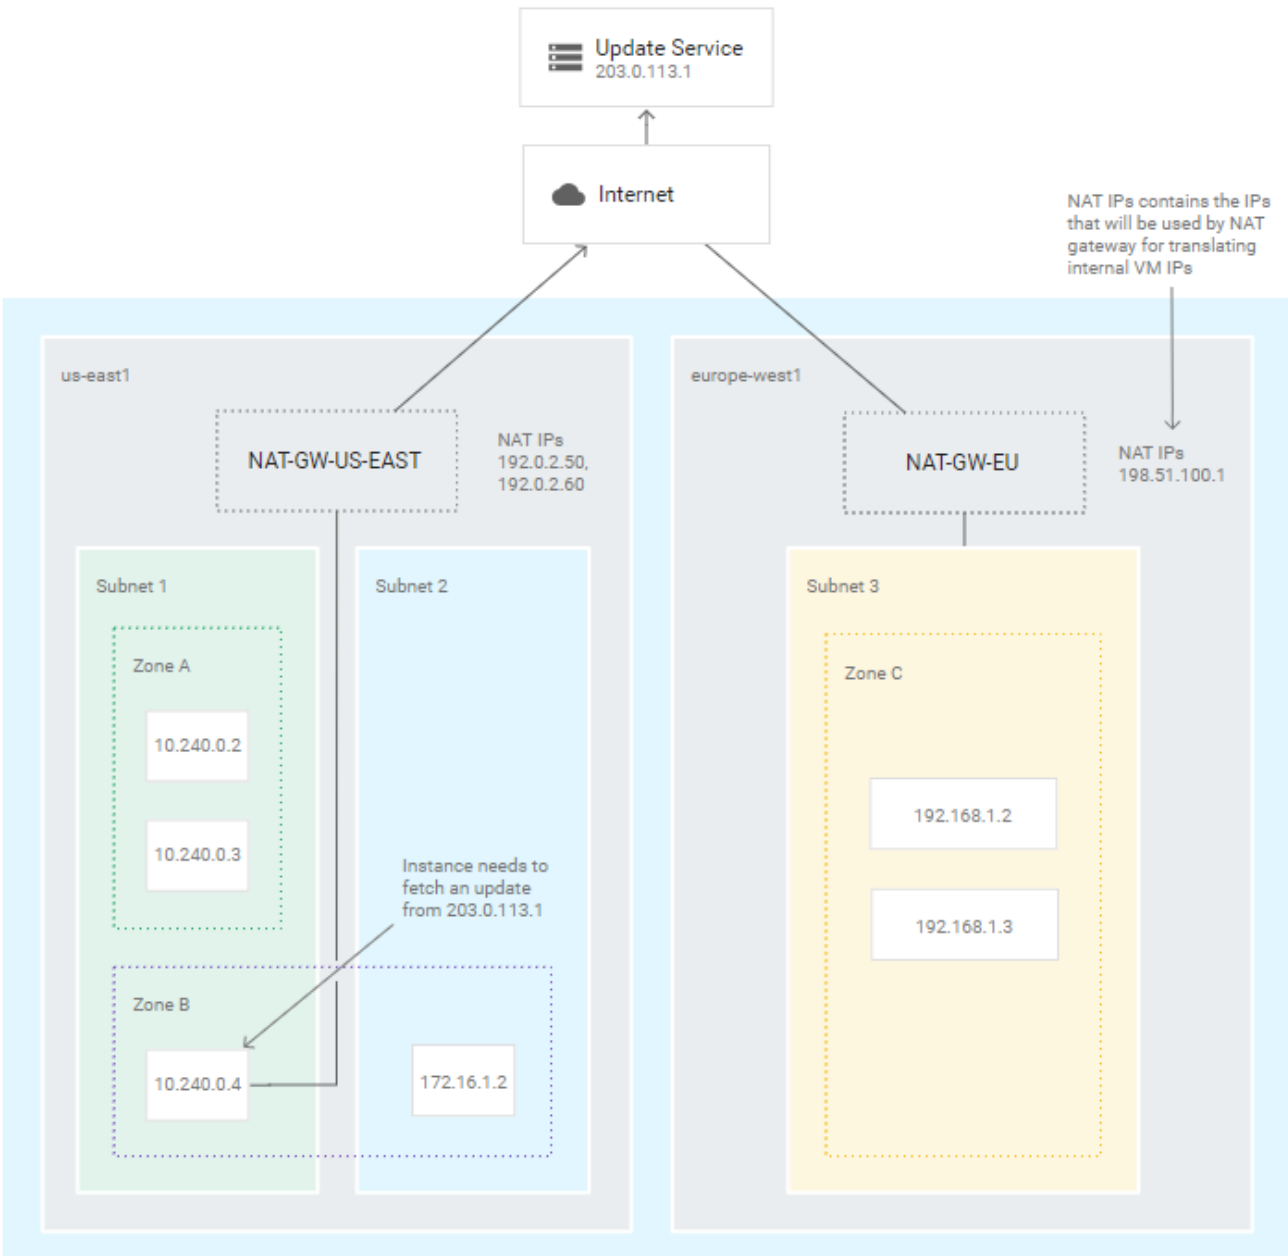 Update Service
203.0.113.1
Internet
NAT IPs contains the IPs
that will be used by NAT
gateway for translating
internal VM IPs
us-east1
NAT-GW-US-EAST
NAT IPs
192.0.2.50,
192.0.2.60
europe-west1
NAT-GW-EU
NAT IPs
198.51.100.1
Subnet 1
Zone A
10.240.0.2
10.240.0.3
Subnet 2
Instance needs to
fetch an update
from 203.0.113.1
Zone B
10.240.0.4
172.16.1.2
Subnet 3
Zone C
192.168.1.2
192.168.1.3